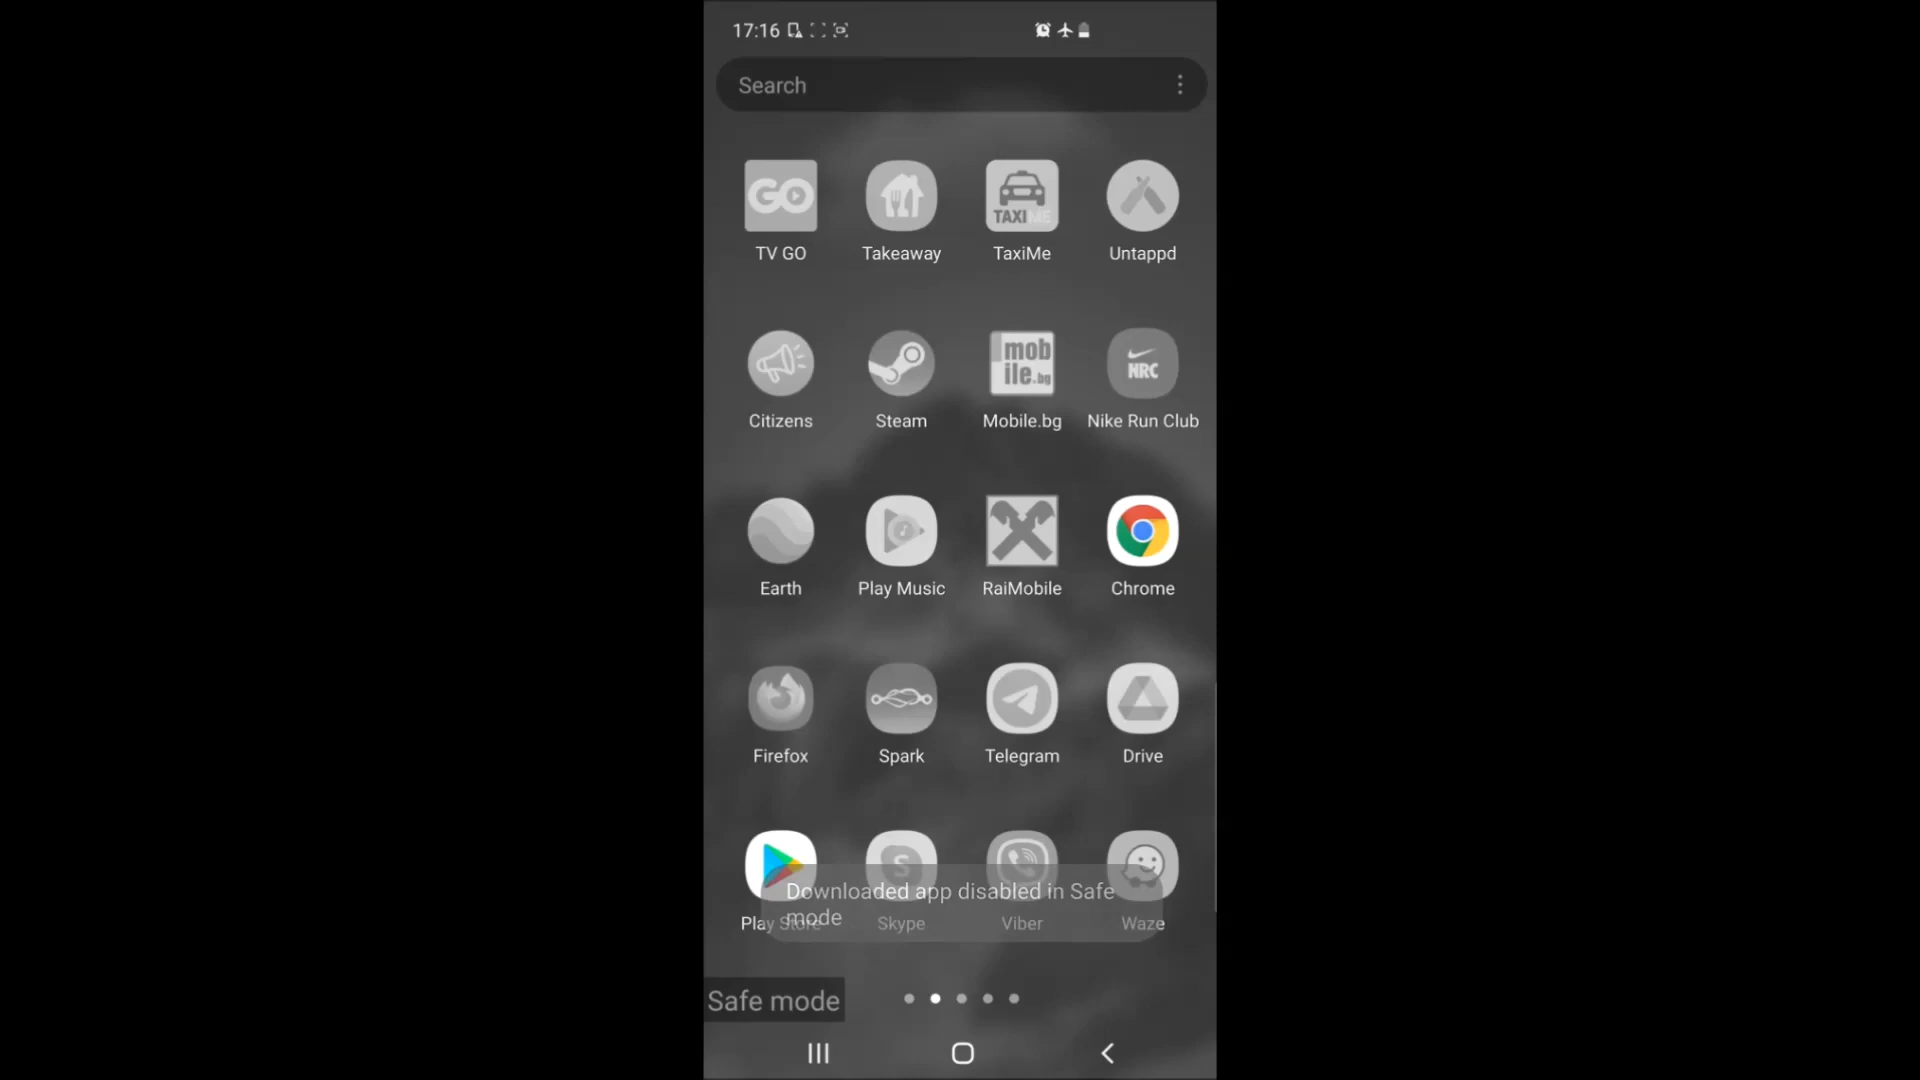 17:16
Search
GO
TAXI ME
TV GO Takeaway TaxiMe Untappd
mob
ile.bg
NRC
Citizens Steam Mobile.bg Nike Run Club
Earth Play Music RaiMobile Chrome
Firefox Spark Telegram Drive
S
Downloaded app disabled in Safe
mode
Play Store Skype Viber Waze
Safe mode